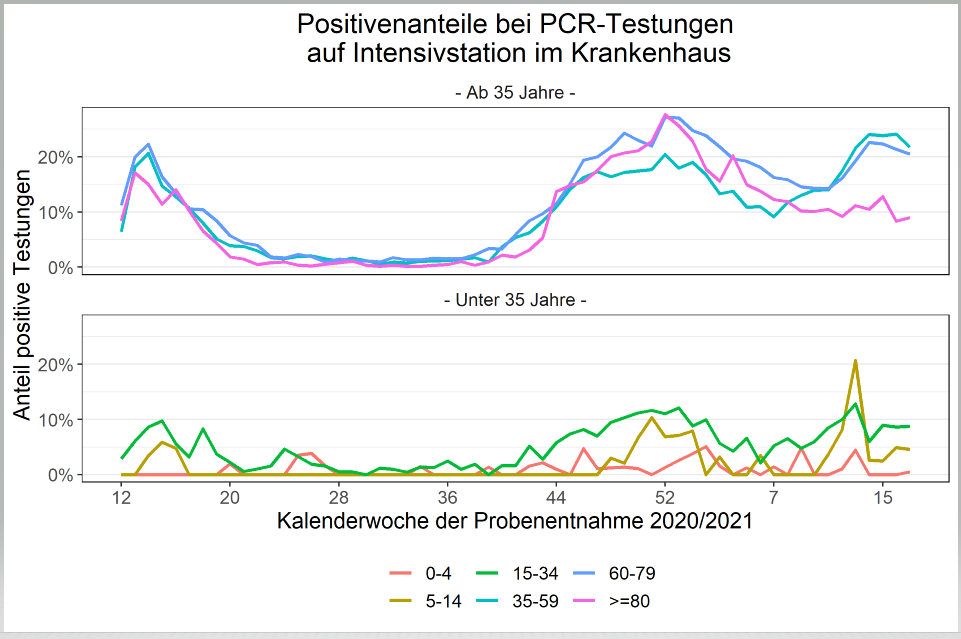 Positivenanteile bei PCR-Testungen
auf Intensivstation im Krankenhaus
- Ab 35 Jahre -
20%
10%
0%
Anteil positive Testungen
- Unter 35 Jahre -
20%
10%
0%
12 20 28 36 44 52 7 15
Kalenderwoche der Probenentnahme 2020/2021
0-4 15-34 60-79
5-14 35-59 >=80